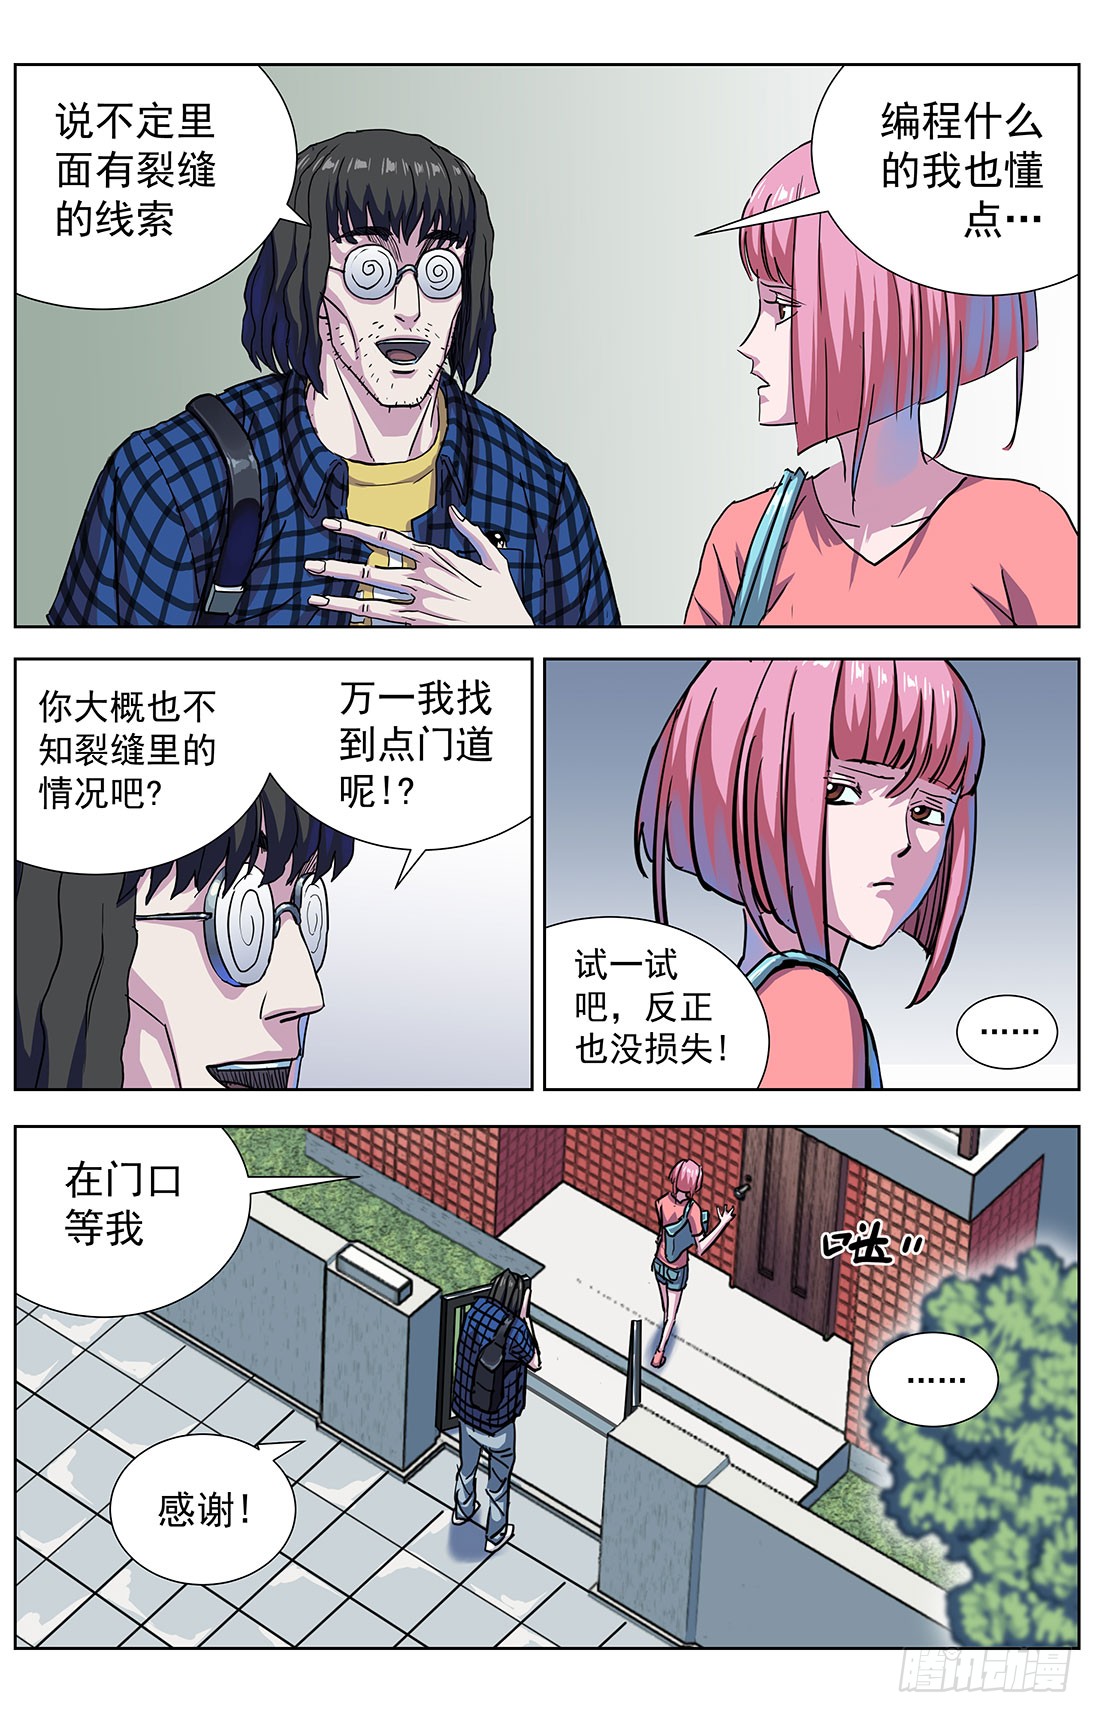 说不定里
面有裂缝
的线索
编程什么
的我也懂
点…
你大概也不
知裂缝里的
情况吧?
万一我找
到点门道
呢!?
试一试
吧，反正
也没损失!
……
在门口
等我
哒
……
感谢!
腾讯动漫